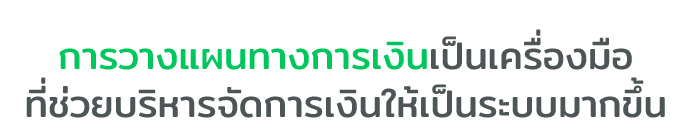 การวางแผนทางการเงินเป็นเครื่องมือ
ที่ช่วยบริหารจัดการเงินให้เป็นระบบมากขึ้น